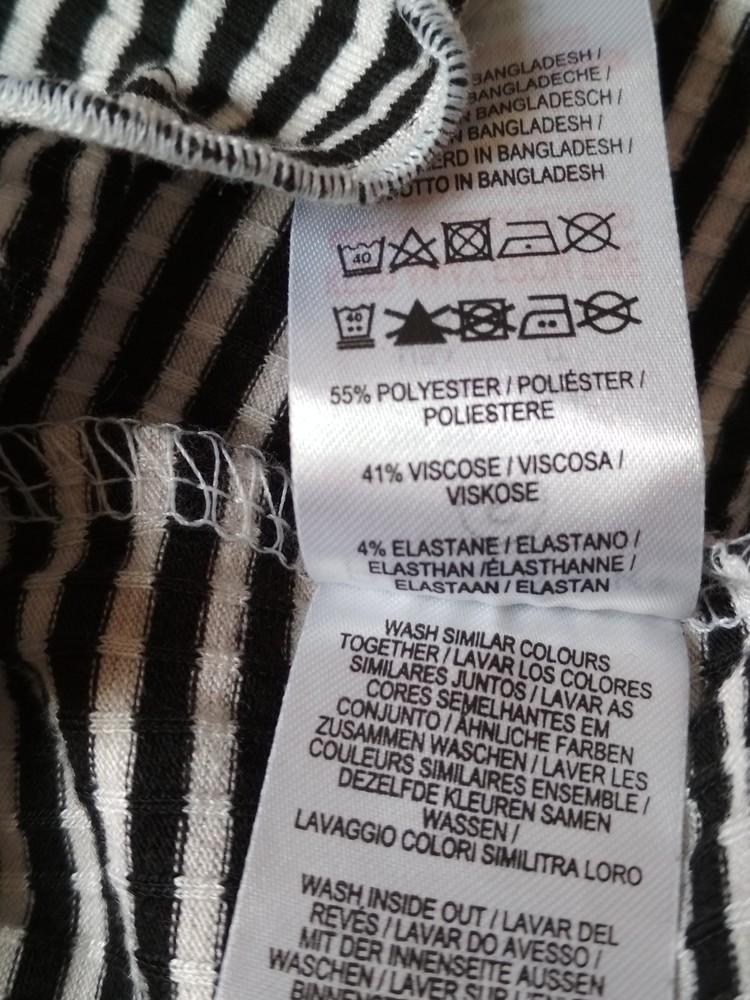 BANGLADESH /
BANGLADECHE /
BANGLADESCH /
BANGLADESH /
IN BANGLADESH /
IN BANGLADESH
40
40
55% POLYESTER / POLIÉSTER /
POLIESTERE
41% VISCOSE / VISCOSA /
VISKOSE
4% ELASTANE / ELASTANO /
ELASTHAN /ÉLASTHANNE /
ELASTAAN / ELASTAN
WASH SIMILAR COLOURS
TOGETHER / LAVAR LOS COLORES
SIMILARES JUNTOS / LAVAR AS
CORES SEMELHANTES EM
CONJUNTO / ÄHNLICHE FARBEN
ZUSAMMEN WASCHEN / LAVER LES
COULEURS SIMILAIRES ENSEMBLE /
DEZELFDE KLEUREN SAMEN
WASSEN /
LAVAGGIO COLORI SIMILITRA LORO
WASH INSIDE OUT / LAVAR DEL
REVÉS / LAVAR DO AVESSO /
MIT DER INNENSEITE AUSSEN
WASCHEN / LAVER SUR